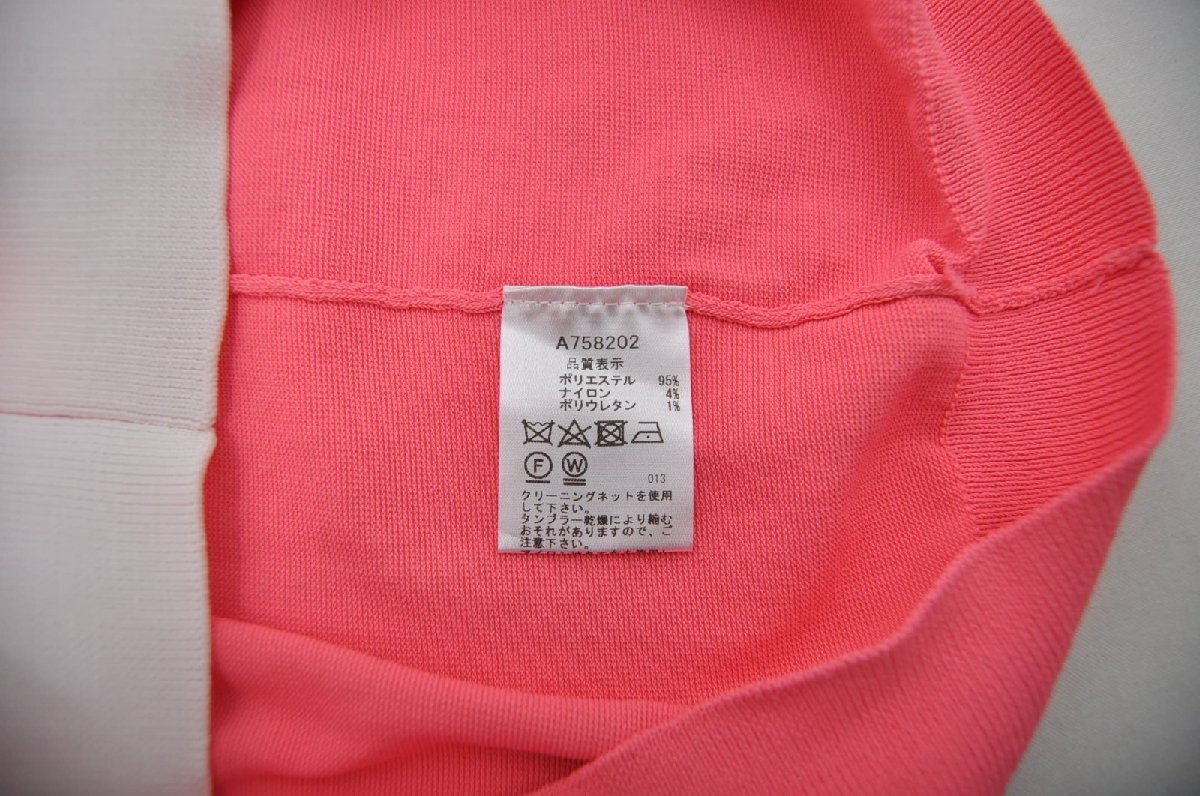 A758202
品質表示
ポリエステル 95%
ナイロン 4%
ポリウレタン 1%
F W 013
クリーニングネットを使用
して下さい。
タンブラー乾燥により縮む
おそれがありますので、ご
注意下さい。